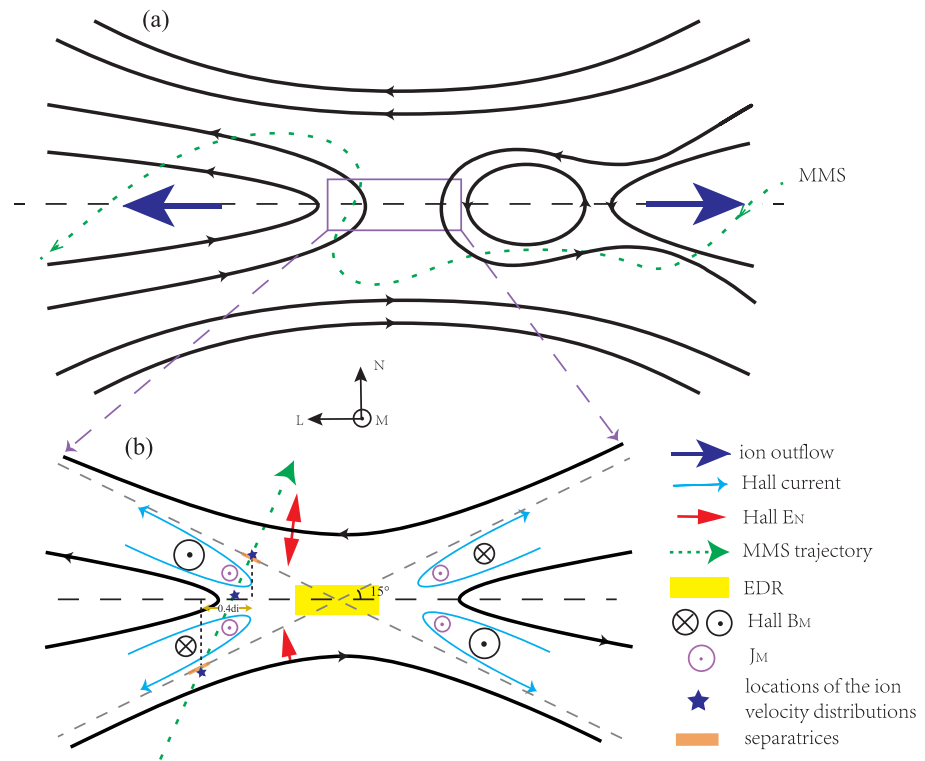 (a)
MMS
N
L
M
(b)
15°
0.4di
ion outflow
Hall current
Hall EN
MMS trajectory
EDR
Hall BM
JM
locations of the ion
velocity distributions
separatrices